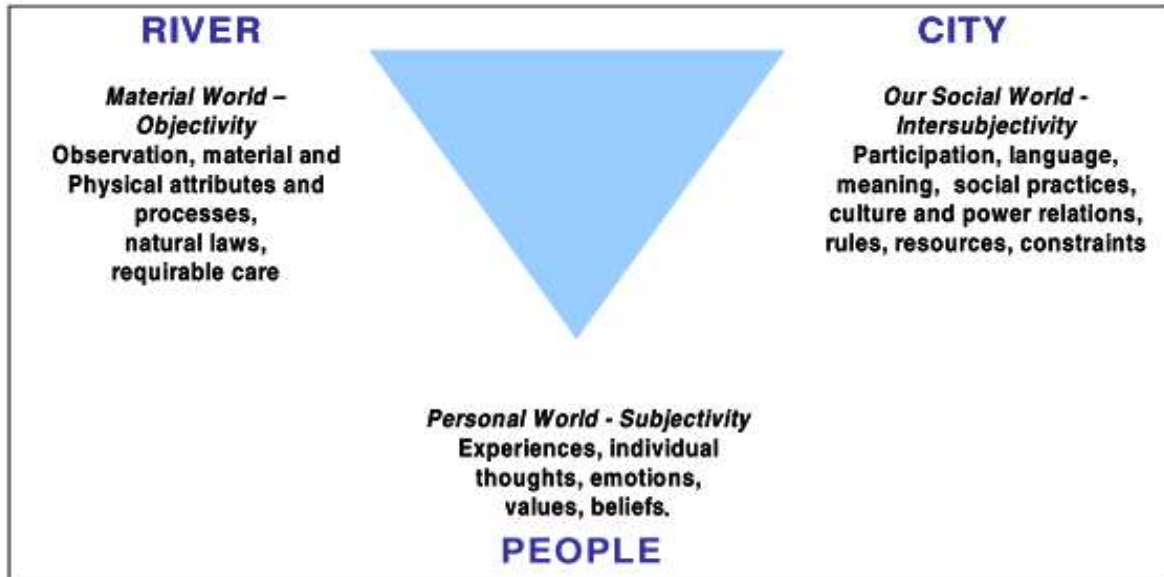 RIVER
Material World –
Objectivity
Observation, material and
Physical attributes and
processes,
natural laws,
requirable care
CITY
Our Social World -
Intersubjectivity
Participation, language,
meaning, social practices,
culture and power relations,
rules, resources, constraints
Personal World - Subjectivity
Experiences, individual
thoughts, emotions,
values, beliefs.
PEOPLE